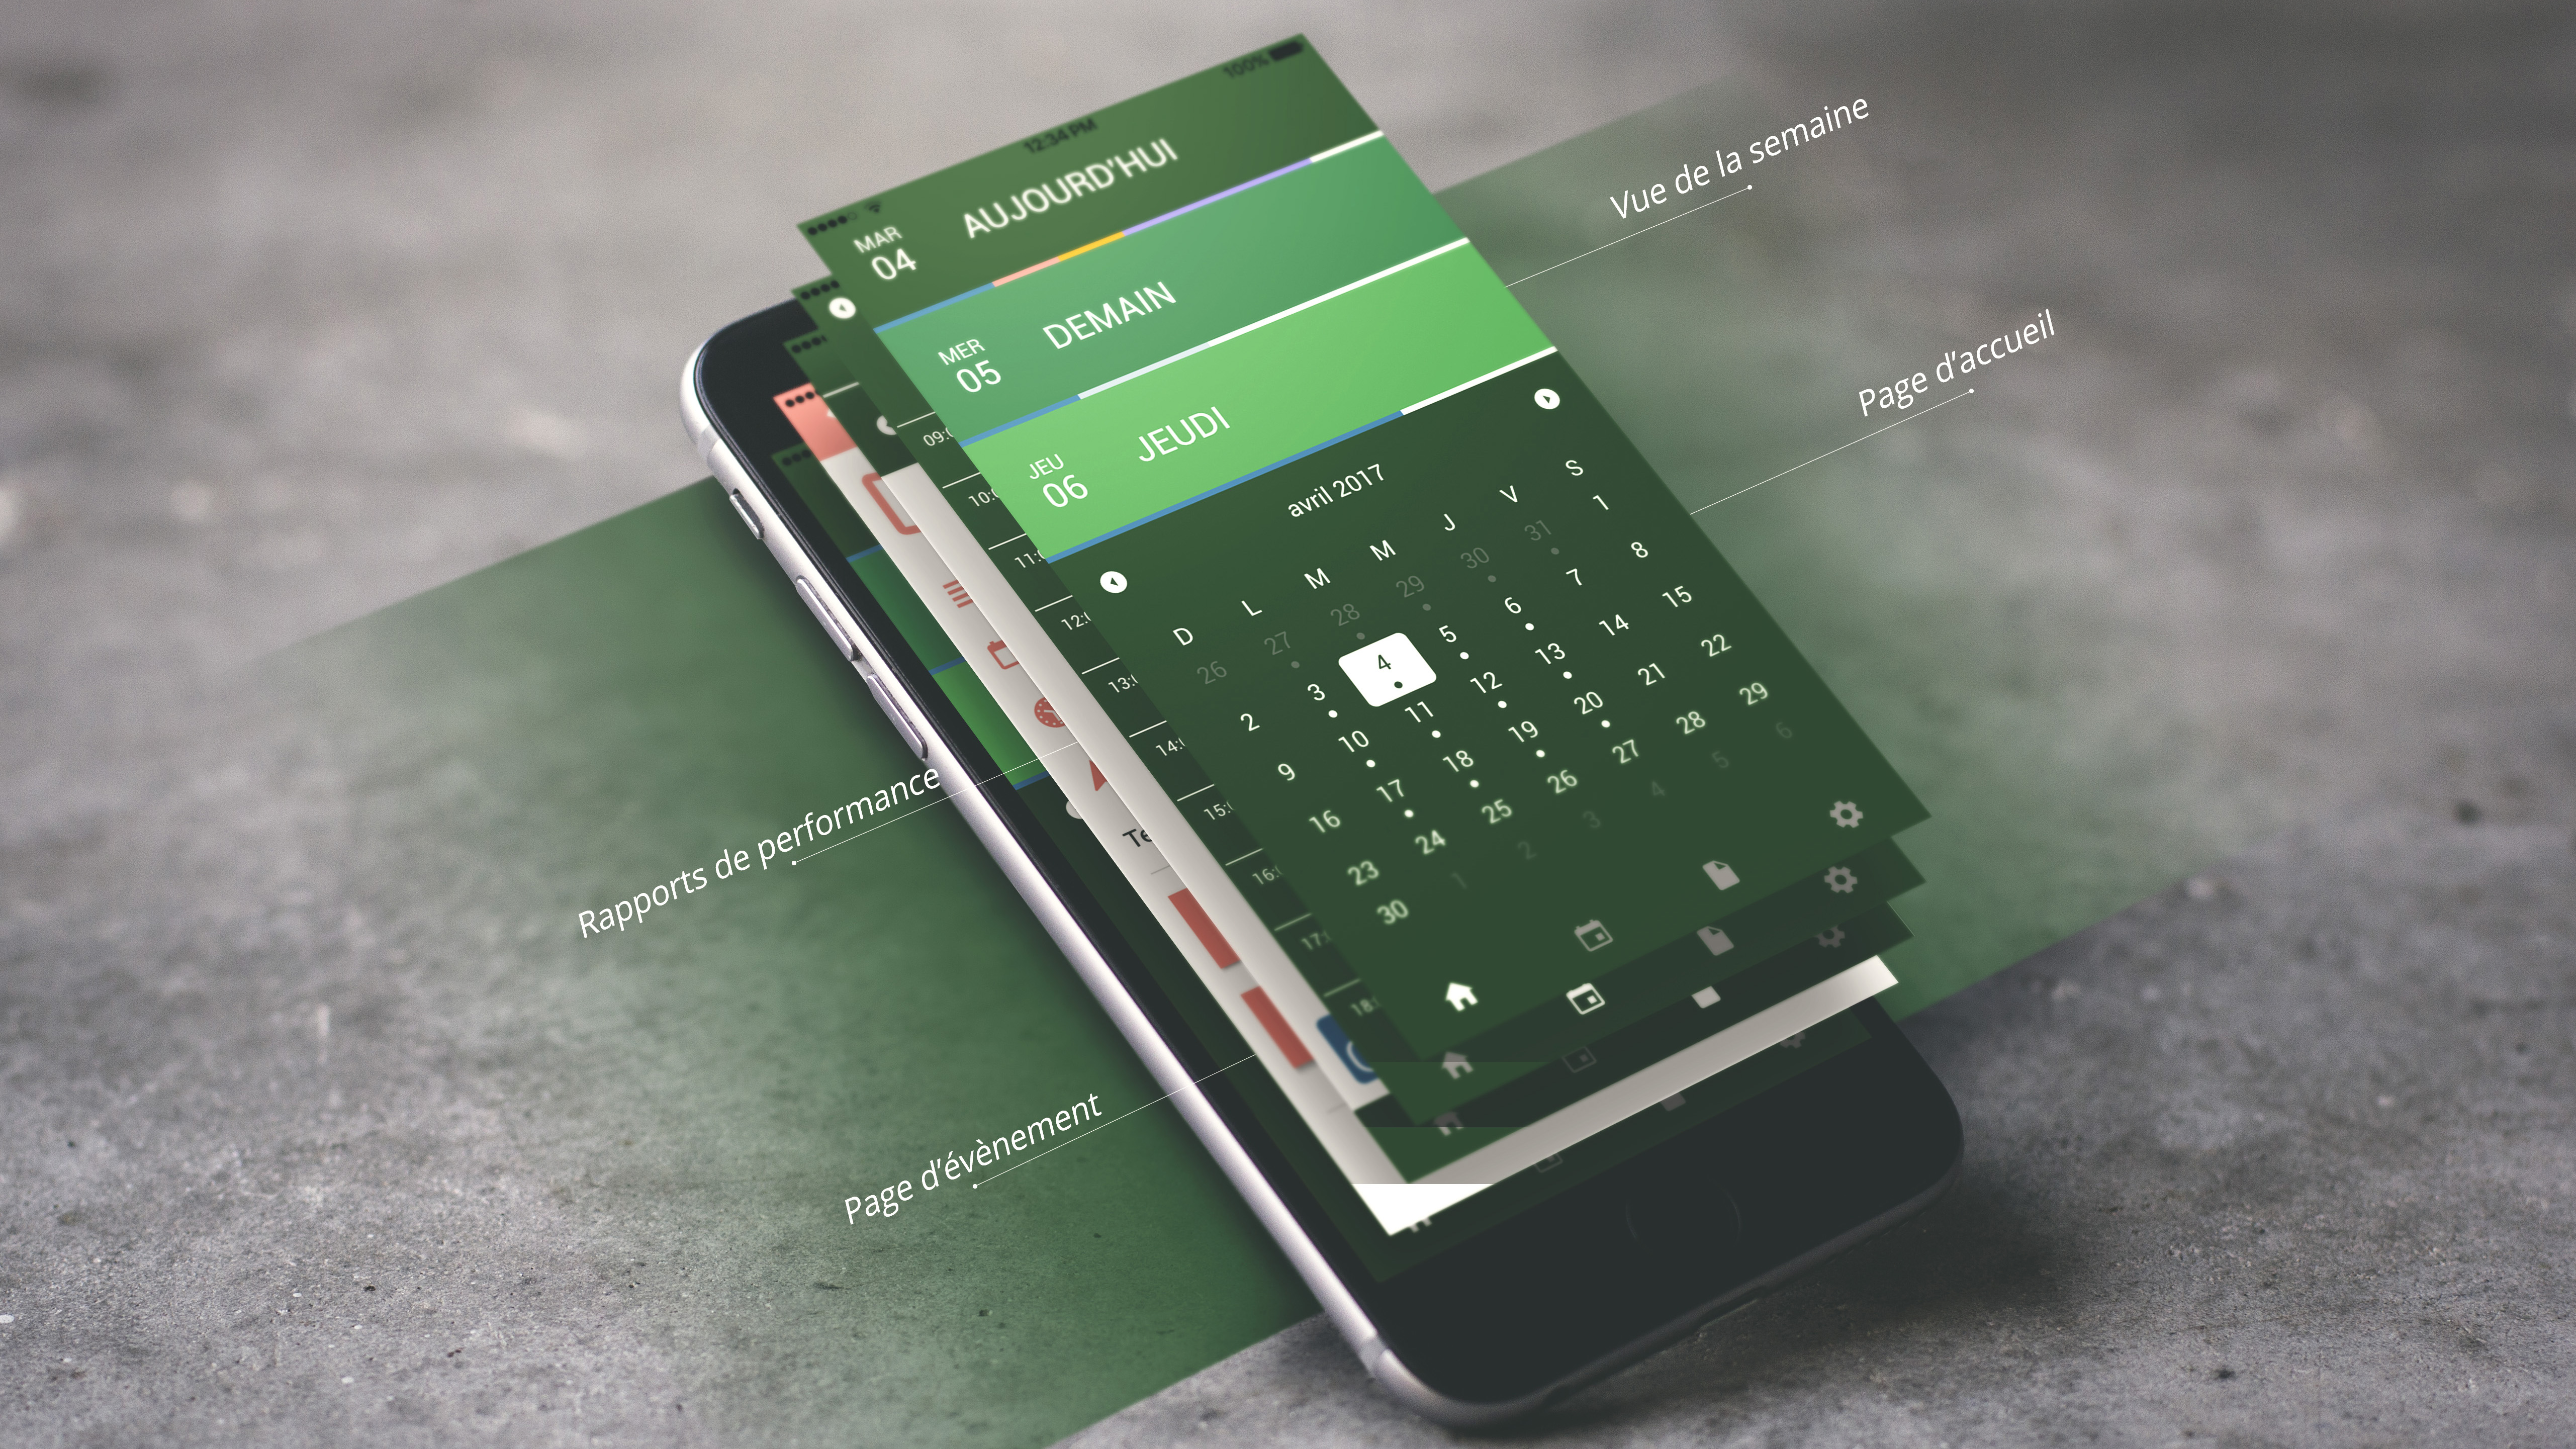 100%
12:34 PM
MAR
04
AUJOURD'HUI
MER
05
DEMAIN
JEU
06
JEUDI
avril 2017
D L M M J V S
26 27 28 29 30 31 1
2 3 4 5 6 7 8
9 10 11 12 13 14 15
16 17 18 19 20 21 22
23 24 25 26 27 28 29
30 1 2 3 4 5 6
Vue de la semaine
Page d'accueil
Rapports de performance
Page d'évènement
09:
10:
11:
12:
13:
14:
15:
16:
17:
18:
Te